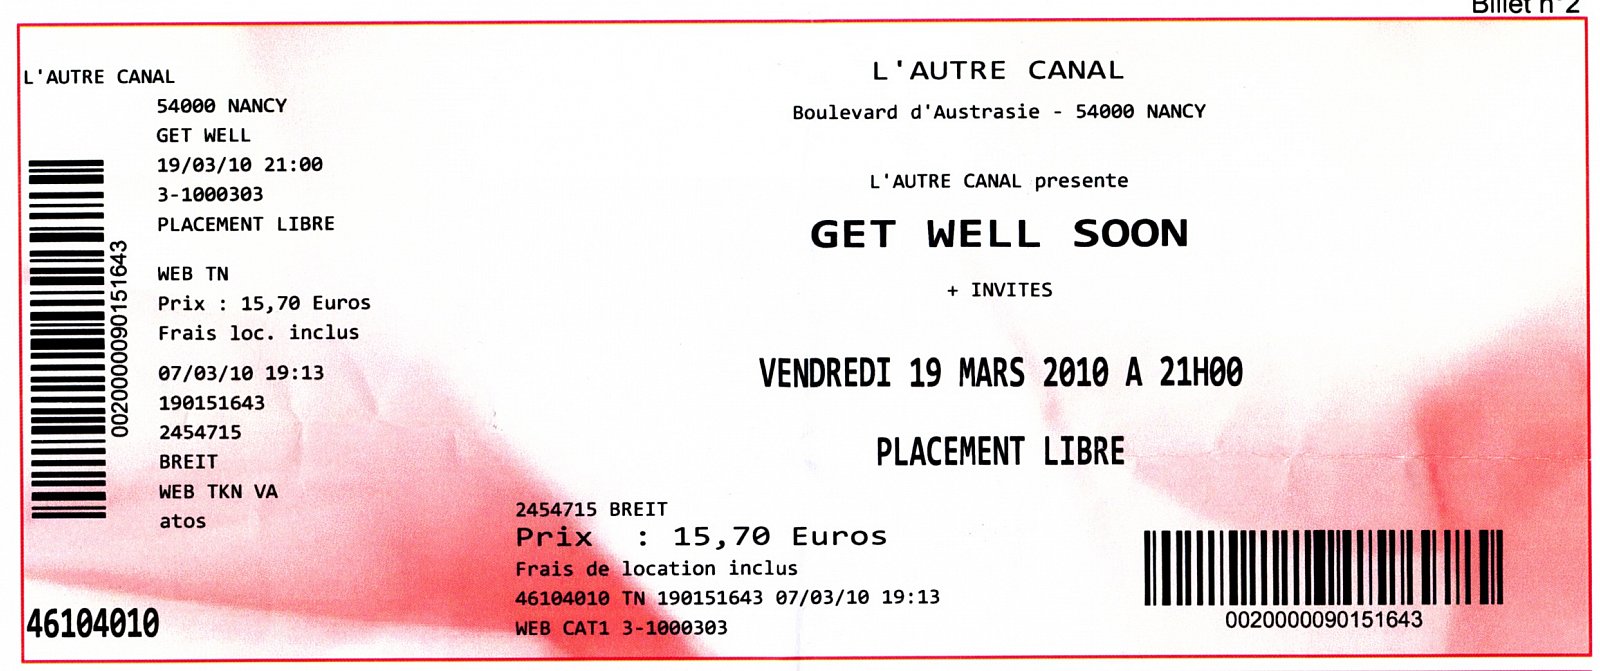 Billet n°2
L'AUTRE CANAL
54000 NANCY
GET WELL
19/03/10 21:00
3-1000303
PLACEMENT LIBRE
WEB TN
Prix : 15,70 Euros
Frais loc. inclus
07/03/10 19:13
190151643
2454715
BREIT
WEB TKN VA
atos
0020000090151643
46104010
L'AUTRE CANAL
Boulevard d'Austrasie - 54000 NANCY
L'AUTRE CANAL presente
GET WELL SOON
+ INVITES
VENDREDI 19 MARS 2010 A 21H00
PLACEMENT LIBRE
2454715 BREIT
Prix : 15,70 Euros
Frais de location inclus
46104010 TN 190151643 07/03/10 19:13
WEB CAT1 3-1000303
0020000090151643